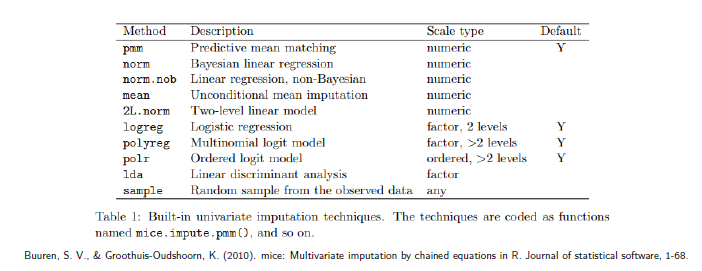 Method Description Scale type Default
pmm Predictive mean matching numeric Y
norm Bayesian linear regression numeric
norm.nob Linear regression, non-Bayesian numeric
mean Unconditional mean imputation numeric
2L.norm Two-level linear model numeric
logreg Logistic regression factor, 2 levels Y
polyreg Multinomial logit model factor, >2 levels Y
polr Ordered logit model ordered, >2 levels Y
lda Linear discriminant analysis factor
sample Random sample from the observed data any
Table 1: Built-in univariate imputation techniques. The techniques are coded as functions
named mice.impute.pmm(), and so on.
Buuren, S. V., & Groothuis-Oudshoorn, K. (2010). mice: Multivariate imputation by chained equations in R. Journal of statistical software, 1-68.